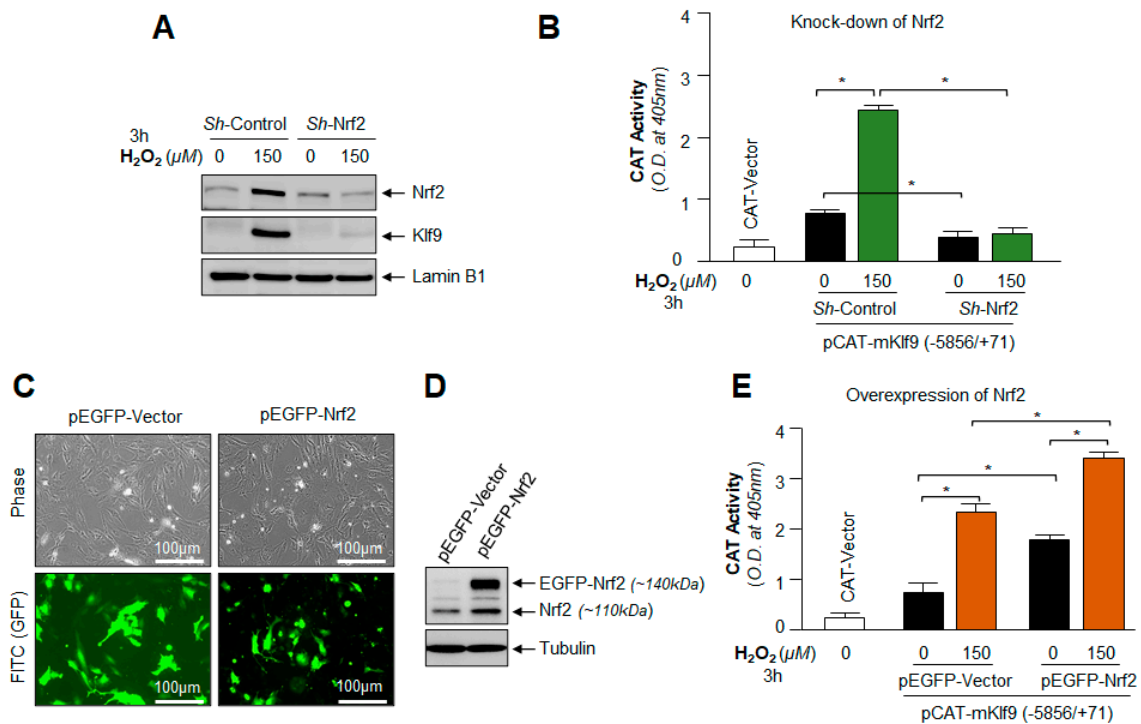 A
3h
Sh-Control Sh-Nrf2
H₂O₂ (µM) 0 150 0 150
Nrf2
Klf9
Lamin B1
B
Knock-down of Nrf2
CAT Activity
(O.D. at 405nm)
4
3
2
1
0
CAT-Vector
*
*
*
H₂O₂ (µM) 0 0 150 0 150
3h
Sh-Control Sh-Nrf2
pCAT-mKlf9 (-5856/+71)
C
pEGFP-Vector pEGFP-Nrf2
Phase
100µm 100µm
FITC (GFP)
100µm 100µm
D
pEGFP-Vector
pEGFP-Nrf2
EGFP-Nrf2 (~140kDa)
Nrf2 (~110kDa)
Tubulin
E
Overexpression of Nrf2
CAT Activity
(O.D. at 405nm)
4
3
2
1
0
CAT-Vector
*
*
*
*
H₂O₂ (µM) 0 0 150 0 150
3h
pEGFP-Vector pEGFP-Nrf2
pCAT-mKlf9 (-5856/+71)